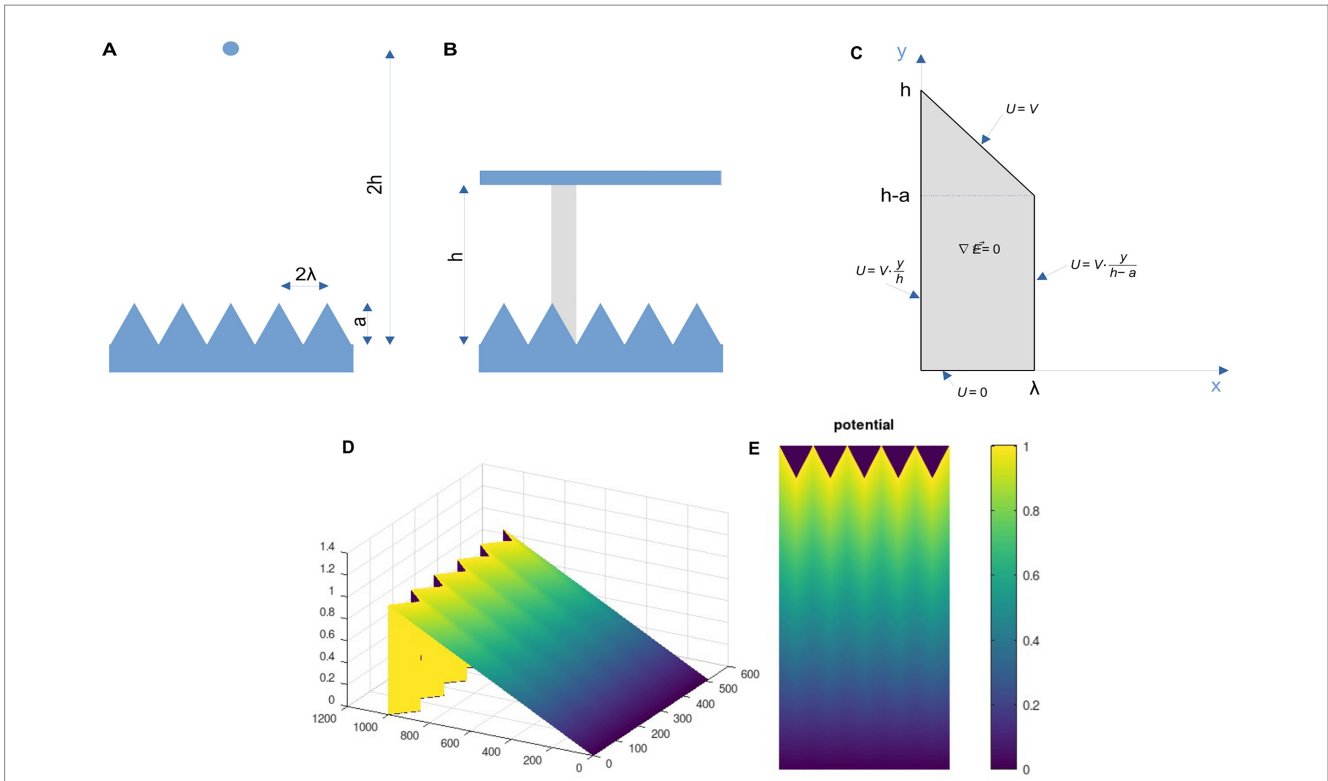 A
B
C
2h
2λ
a
h
y
h
U = V
h-a
∇ E⃗ = 0
U = V· y/h
U = V· y/h− a
U = 0
λ
x
D
1.4
1.2
1
0.8
0.6
0.4
0.2
0
1200
1000
800
600
400
200
0
0
100
200
300
400
500
600
potential
E
1
0.8
0.6
0.4
0.2
0